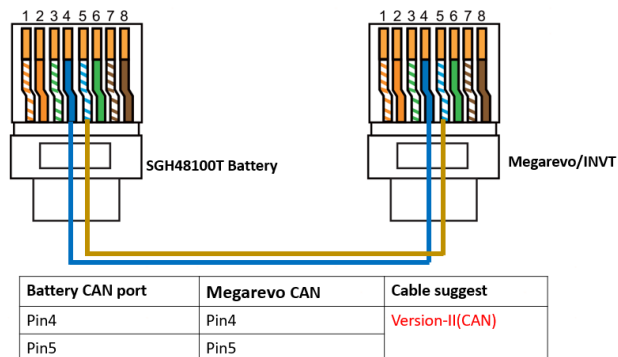 1 2 3 4 5 6 7 8
1 2 3 4 5 6 7 8
SGH48100T Battery
Megarevo/INVT
Battery CAN port Megarevo CAN Cable suggest
Pin4 Pin4 Version-II(CAN)
Pin5 Pin5